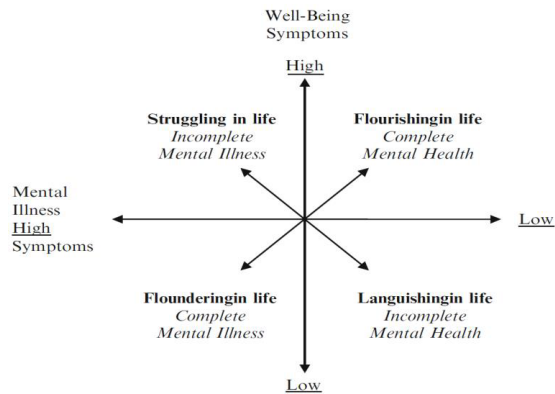 Well-Being
Symptoms
High
Struggling in life
Incomplete
Mental Illness
Flourishingin life
Complete
Mental Health
Mental
Illness
High
Symptoms
Low
Flounderingin life
Complete
Mental Illness
Languishingin life
Incomplete
Mental Health
Low